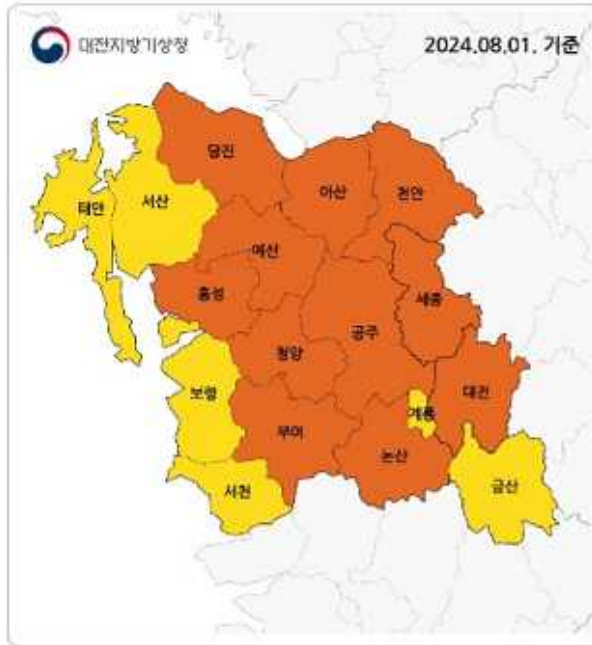 대전지방기상청
2024.08.01. 기준
당진
아산
천안
태안
서산
예산
홍성
세종
공주
청양
보령
계룡
대전
부여
논산
서천
금산